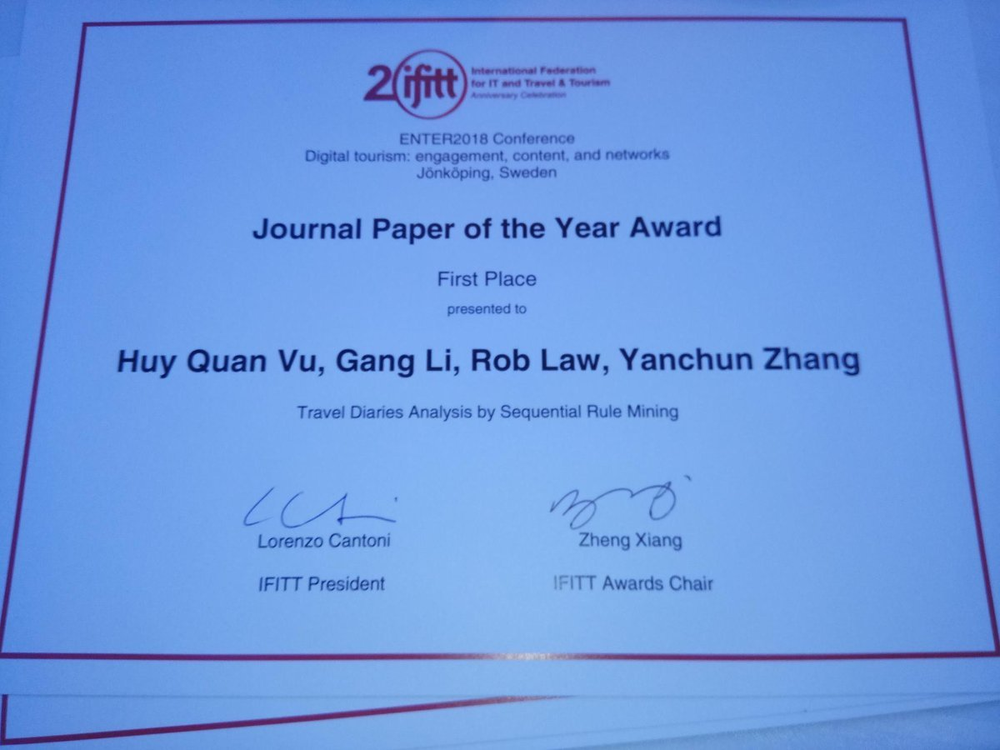 20 ifitt International Federation
for IT and Travel & Tourism
Anniversary Celebration
ENTER2018 Conference
Digital tourism: engagement, content, and networks
Jönköping, Sweden
Journal Paper of the Year Award
First Place
presented to
Huy Quan Vu, Gang Li, Rob Law, Yanchun Zhang
Travel Diaries Analysis by Sequential Rule Mining
Lorenzo Cantoni Zheng Xiang
IFITT President IFITT Awards Chair